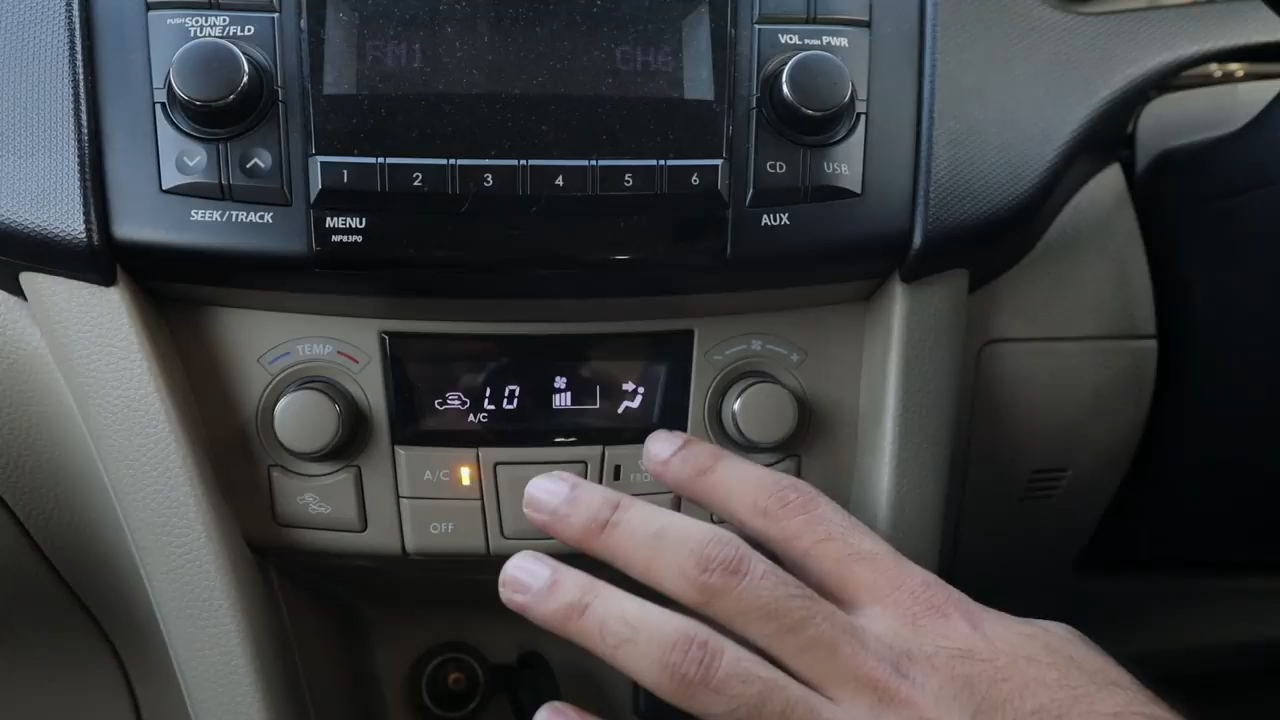 PUSH SOUND
TUNE/FLD
FM1
CH6
VOL PUSH PWR
CD
USB
1
2
3
4
5
6
SEEK/TRACK
MENU
NP83P0
AUX
TEMP
LO
A/C
A/C
OFF